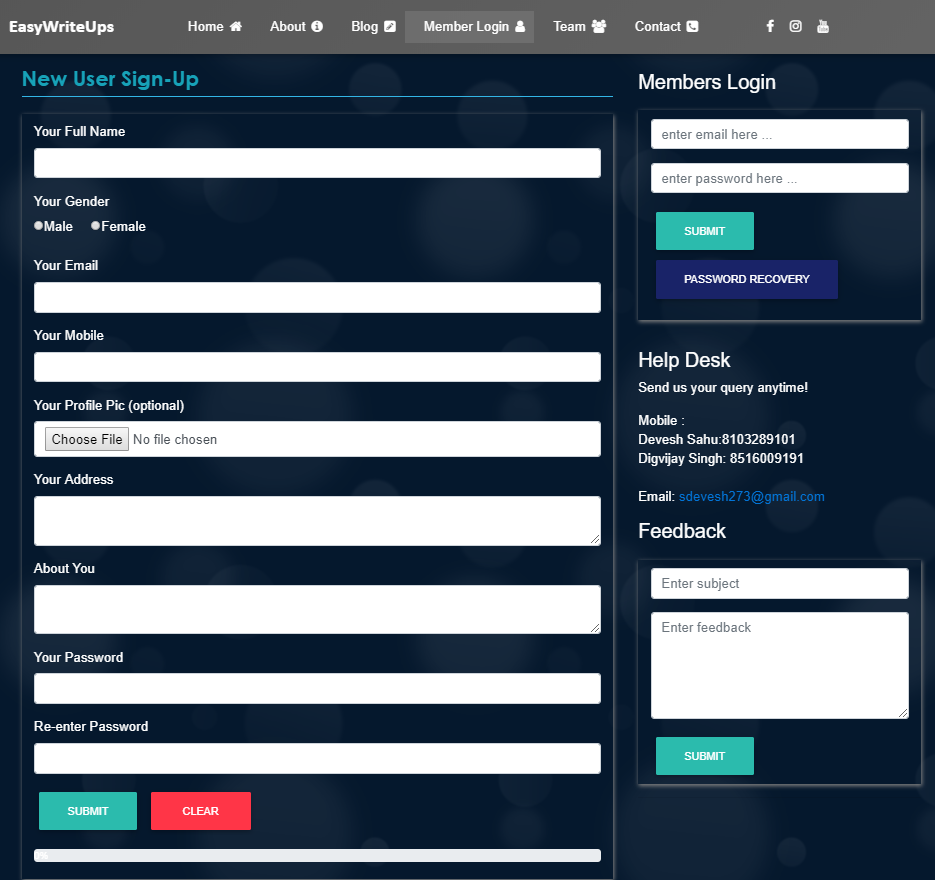 EasyWriteUps
Home
About
Blog
Member Login
Team
Contact
New User Sign-Up
Your Full Name
Your Gender
Male Female
Your Email
Your Mobile
Your Profile Pic (optional)
Choose File No file chosen
Your Address
About You
Your Password
Re-enter Password
SUBMIT CLEAR
Members Login
enter email here ...
enter password here ...
SUBMIT
PASSWORD RECOVERY
Help Desk
Send us your query anytime!
Mobile :
Devesh Sahu:8103289101
Digvijay Singh: 8516009191
Email: sdevesh273@gmail.com
Feedback
Enter subject
Enter feedback
SUBMIT